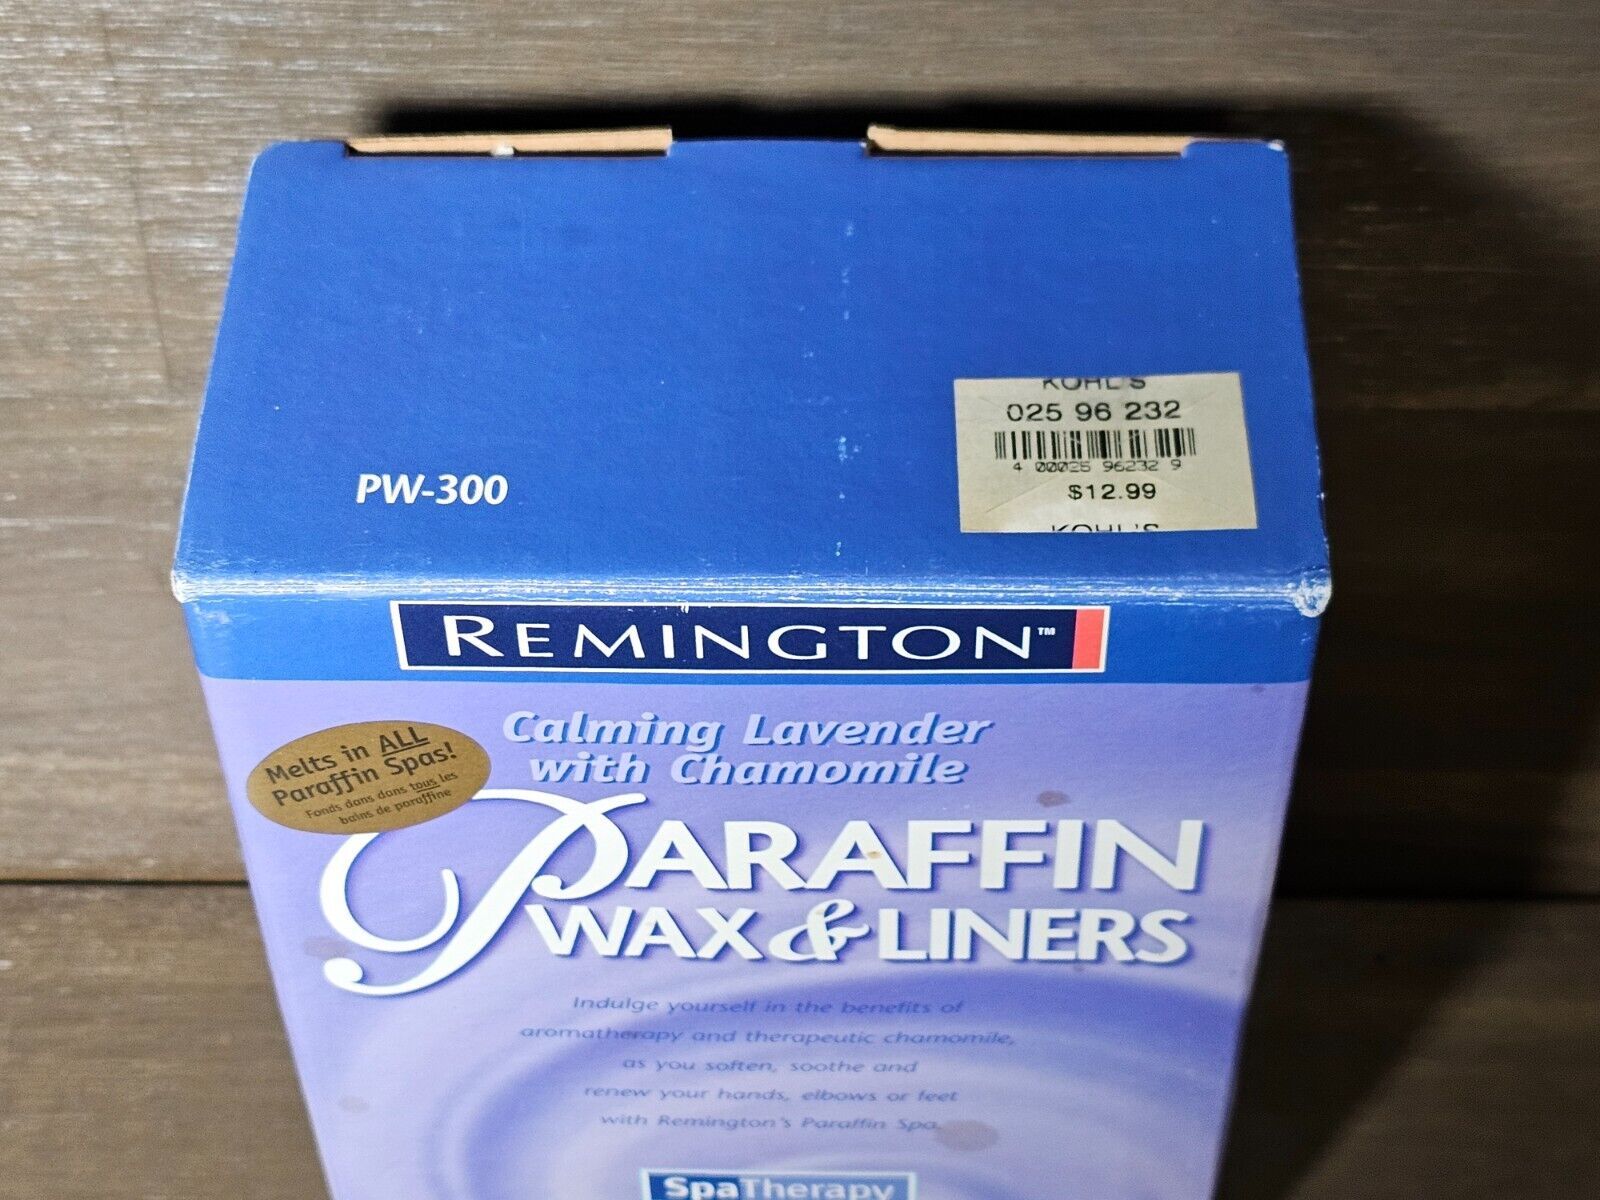 KOHL'S
025 96 232
4 00025 96232 9
$12.99
KOHL'S
PW-300
REMINGTON™
Calming Lavender
with Chamomile
Melts in ALL
Paraffin Spas!
Fonds dans dans tous les
bains de paraffine
PARAFFIN
WAX & LINERS
Indulge yourself in the benefits of
aromatherapy and therapeutic chamomile,
as you soften, soothe and
renew your hands, elbows or feet
with Remington's Paraffin Spa.
SpaTherapy